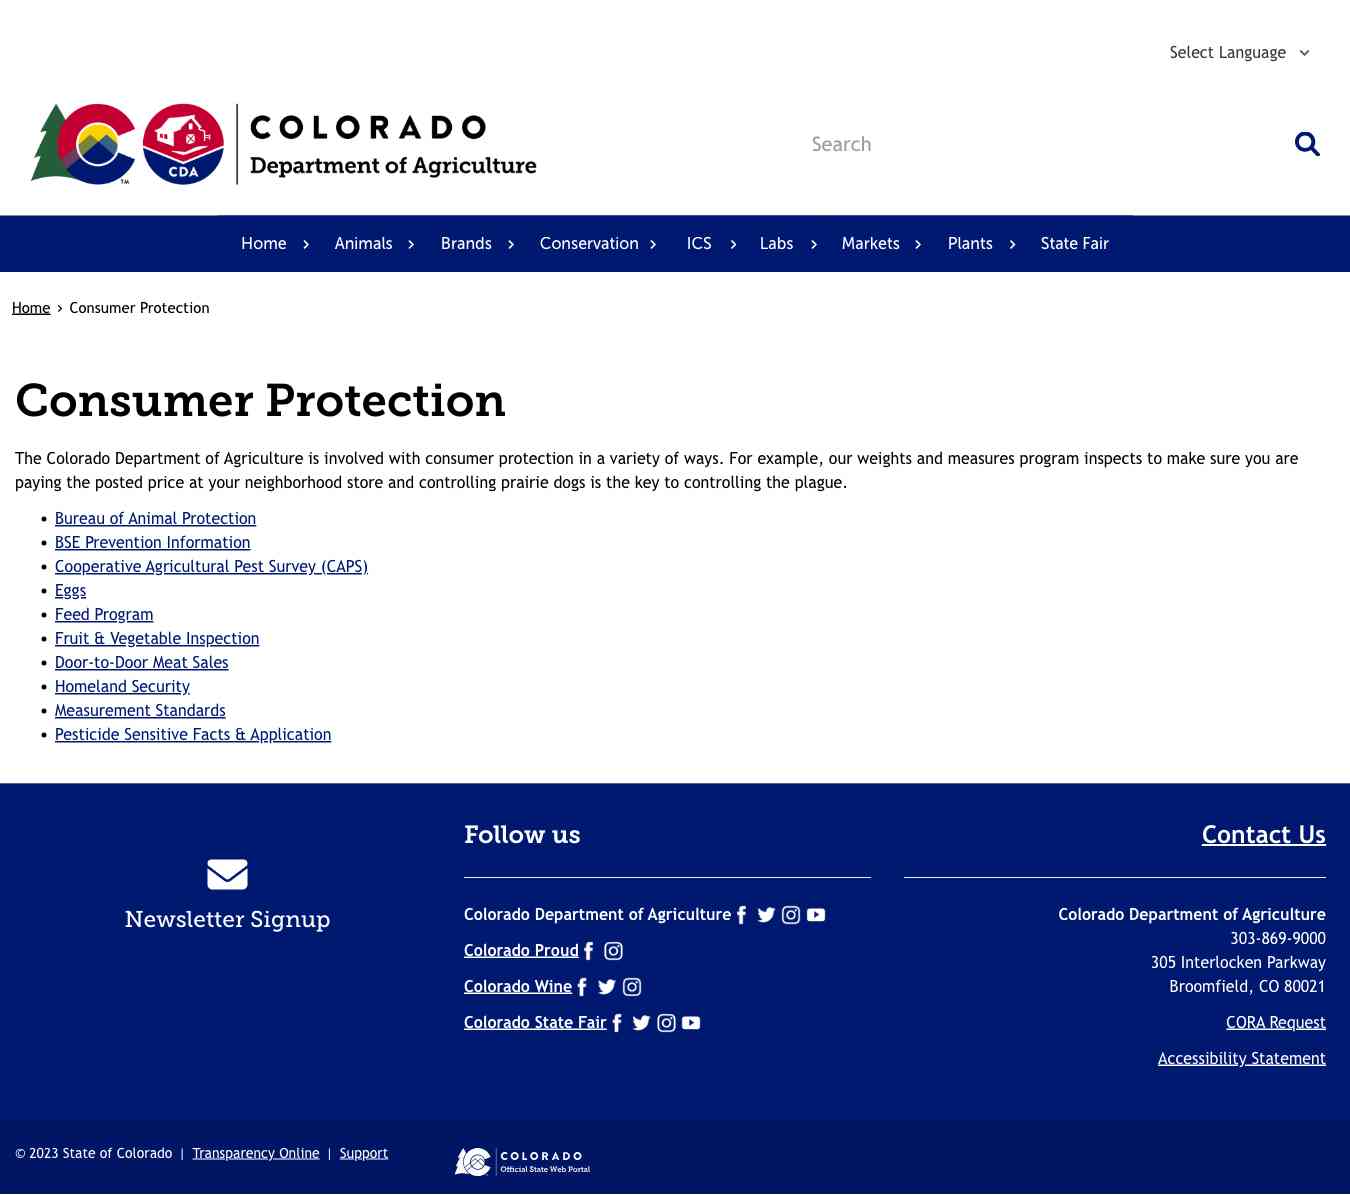 Select Language
COLORADO
Department of Agriculture
CDA
TM
Search
Home Animals Brands Conservation ICS Labs Markets Plants State Fair
Home › Consumer Protection
Consumer Protection
The Colorado Department of Agriculture is involved with consumer protection in a variety of ways. For example, our weights and measures program inspects to make sure you are
paying the posted price at your neighborhood store and controlling prairie dogs is the key to controlling the plague.
• Bureau of Animal Protection
• BSE Prevention Information
• Cooperative Agricultural Pest Survey (CAPS)
• Eggs
• Feed Program
• Fruit & Vegetable Inspection
• Door-to-Door Meat Sales
• Homeland Security
• Measurement Standards
• Pesticide Sensitive Facts & Application
Newsletter Signup
Follow us
Colorado Department of Agriculture
Colorado Proud
Colorado Wine
Colorado State Fair
Contact Us
Colorado Department of Agriculture
303-869-9000
305 Interlocken Parkway
Broomfield, CO 80021
CORA Request
Accessibility Statement
© 2023 State of Colorado | Transparency Online | Support
COLORADO
Official State Web Portal